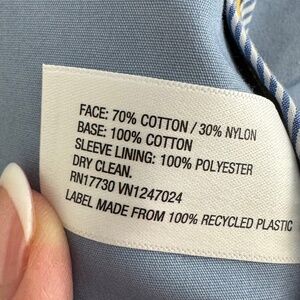 FACE: 70% COTTON / 30% NYLON
BASE: 100% COTTON
SLEEVE LINING: 100% POLYESTER
DRY CLEAN.
RN17730 VN1247024
LABEL MADE FROM 100% RECYCLED PLASTIC